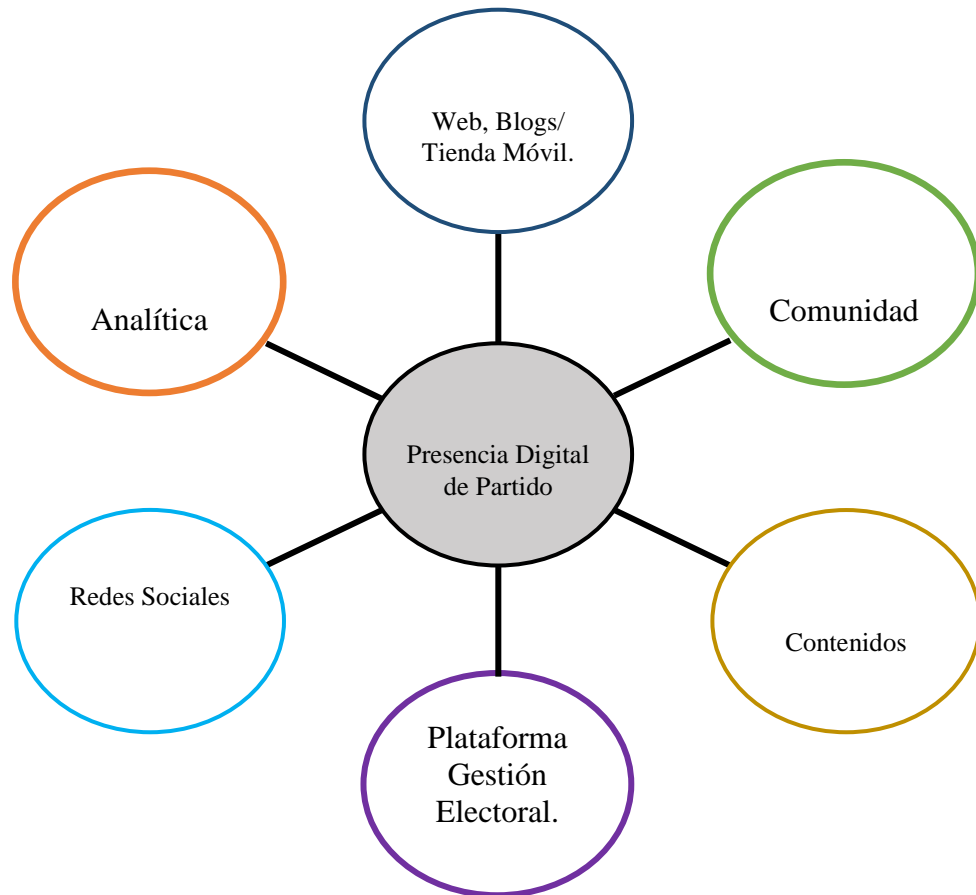 Web, Blogs/
Tienda Móvil.
Analítica
Comunidad
Presencia Digital
de Partido
Redes Sociales
Contenidos
Plataforma
Gestión
Electoral.